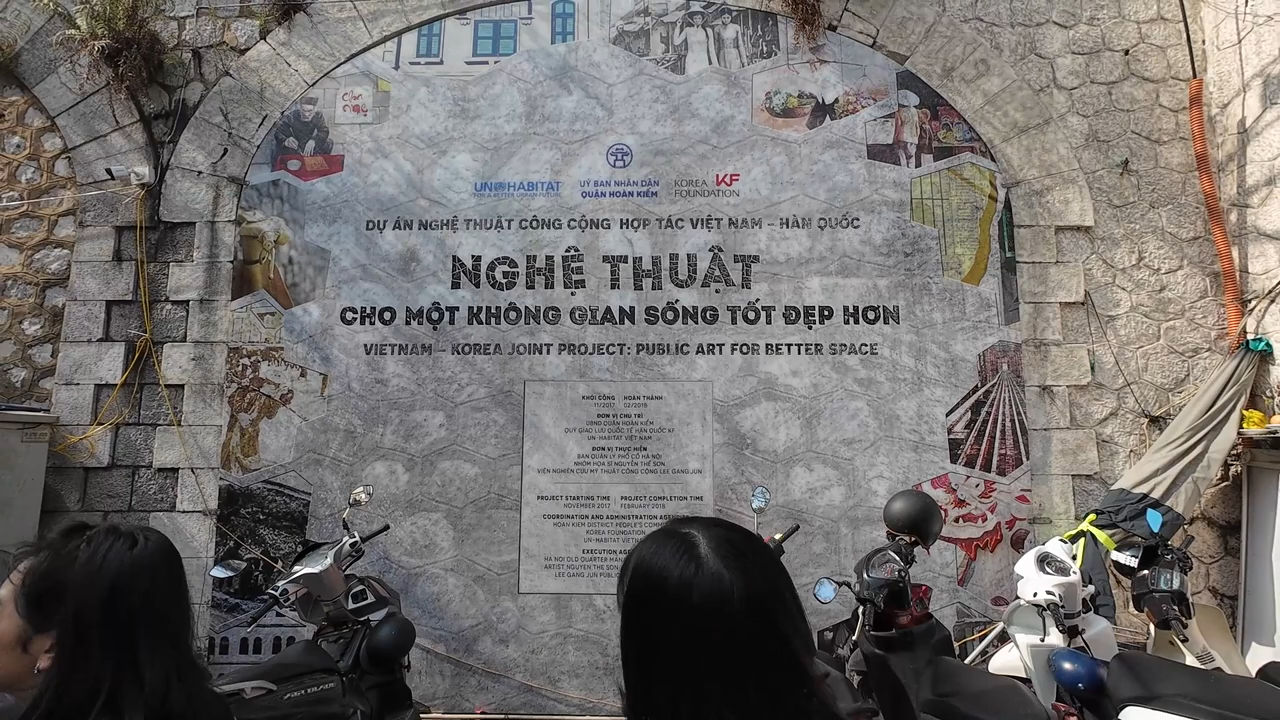 UN HABITAT
FOR A BETTER URBAN FUTURE
UỶ BAN NHÂN DÂN
QUẬN HOÀN KIẾM
KOREA
FOUNDATION
KF
DỰ ÁN NGHỆ THUẬT CÔNG CỘNG HỢP TÁC VIỆT NAM - HÀN QUỐC
NGHỆ THUẬT
CHO MỘT KHÔNG GIAN SỐNG TỐT ĐẸP HƠN
VIETNAM - KOREA JOINT PROJECT: PUBLIC ART FOR BETTER SPACE
KHỞI CÔNG HOÀN THÀNH
11/2017 02/2018
ĐƠN VỊ CHỦ TRÌ
UBND QUẬN HOÀN KIẾM
QUỸ GIAO LƯU QUỐC TẾ HÀN QUỐC KF
UN-HABITAT VIỆT NAM
ĐƠN VỊ THỰC HIỆN
BAN QUẢN LÝ PHỐ CỔ HÀ NỘI
NHÓM HỌA SĨ NGUYỄN THẾ SƠN
VIỆN NGHIÊN CỨU MỸ THUẬT CÔNG CỘNG LEE GANG JUN
PROJECT STARTING TIME PROJECT COMPLETION TIME
NOVEMBER 2017 FEBRUARY 2018
COORDINATION AND ADMINISTRATION
HOAN KIEM DISTRICT PEOPLE'S
KOREA
UN-HABITAT
EXECUTION
HA NOI OLD QUARTER
ARTIST NGUYEN THE SON
LEE GANG JUN
AIR BLADE